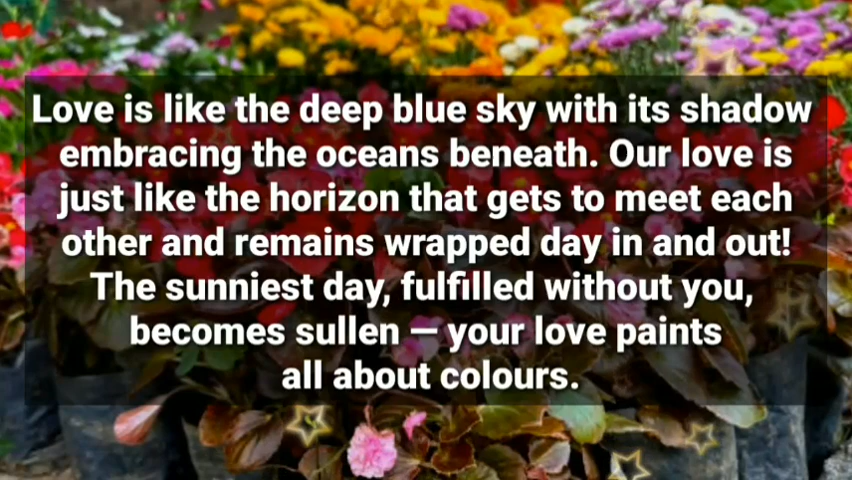 Love is like the deep blue sky with its shadow
embracing the oceans beneath. Our love is
just like the horizon that gets to meet each
other and remains wrapped day in and out!
The sunniest day, fulfilled without you,
becomes sullen — your love paints
all about colours.